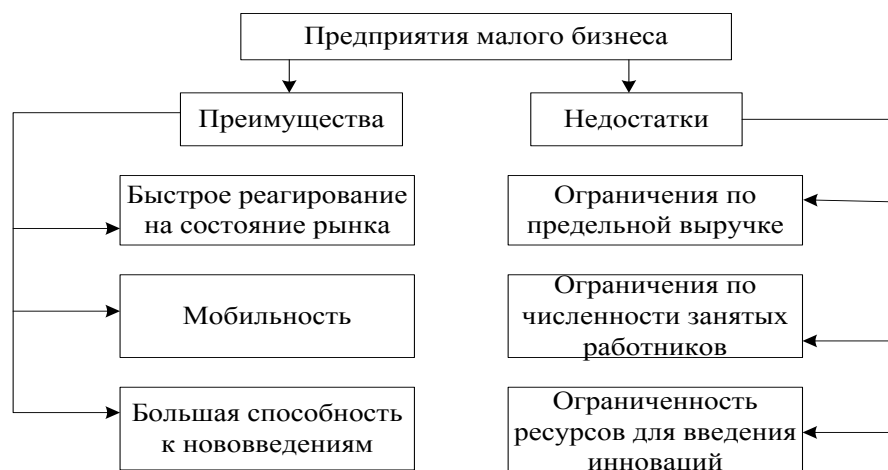 Предприятия малого бизнеса
Преимущества
Недостатки
Быстрое реагирование
на состояние рынка
Ограничения по
предельной выручке
Мобильность
Ограничения по
численности занятых
работников
Большая способность
к нововведениям
Ограниченность
ресурсов для введения
инноваций